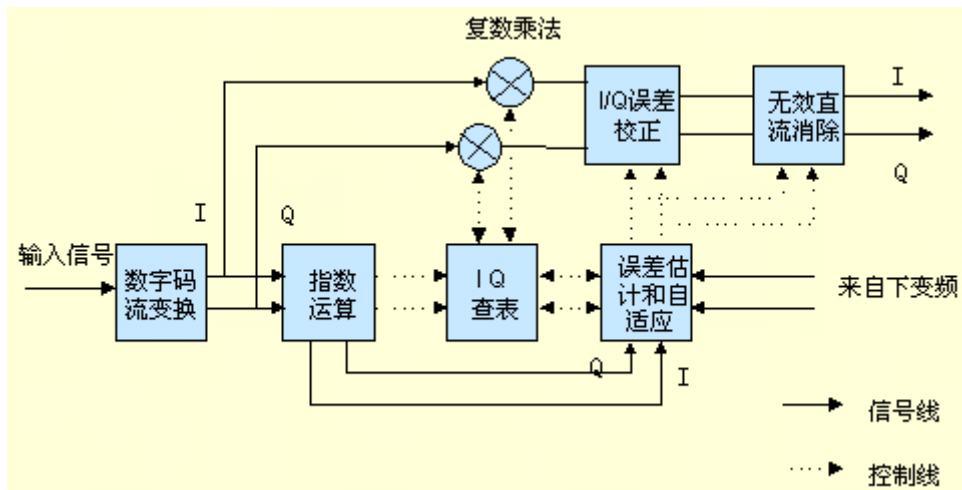 复数乘法
I/Q误差
校正
无效直
流消除
I
Q
I
Q
输入信号
数字码
流变换
指数
运算
I Q
查表
误差估
计和自
适应
来自下变频
Q
I
信号线
控制线